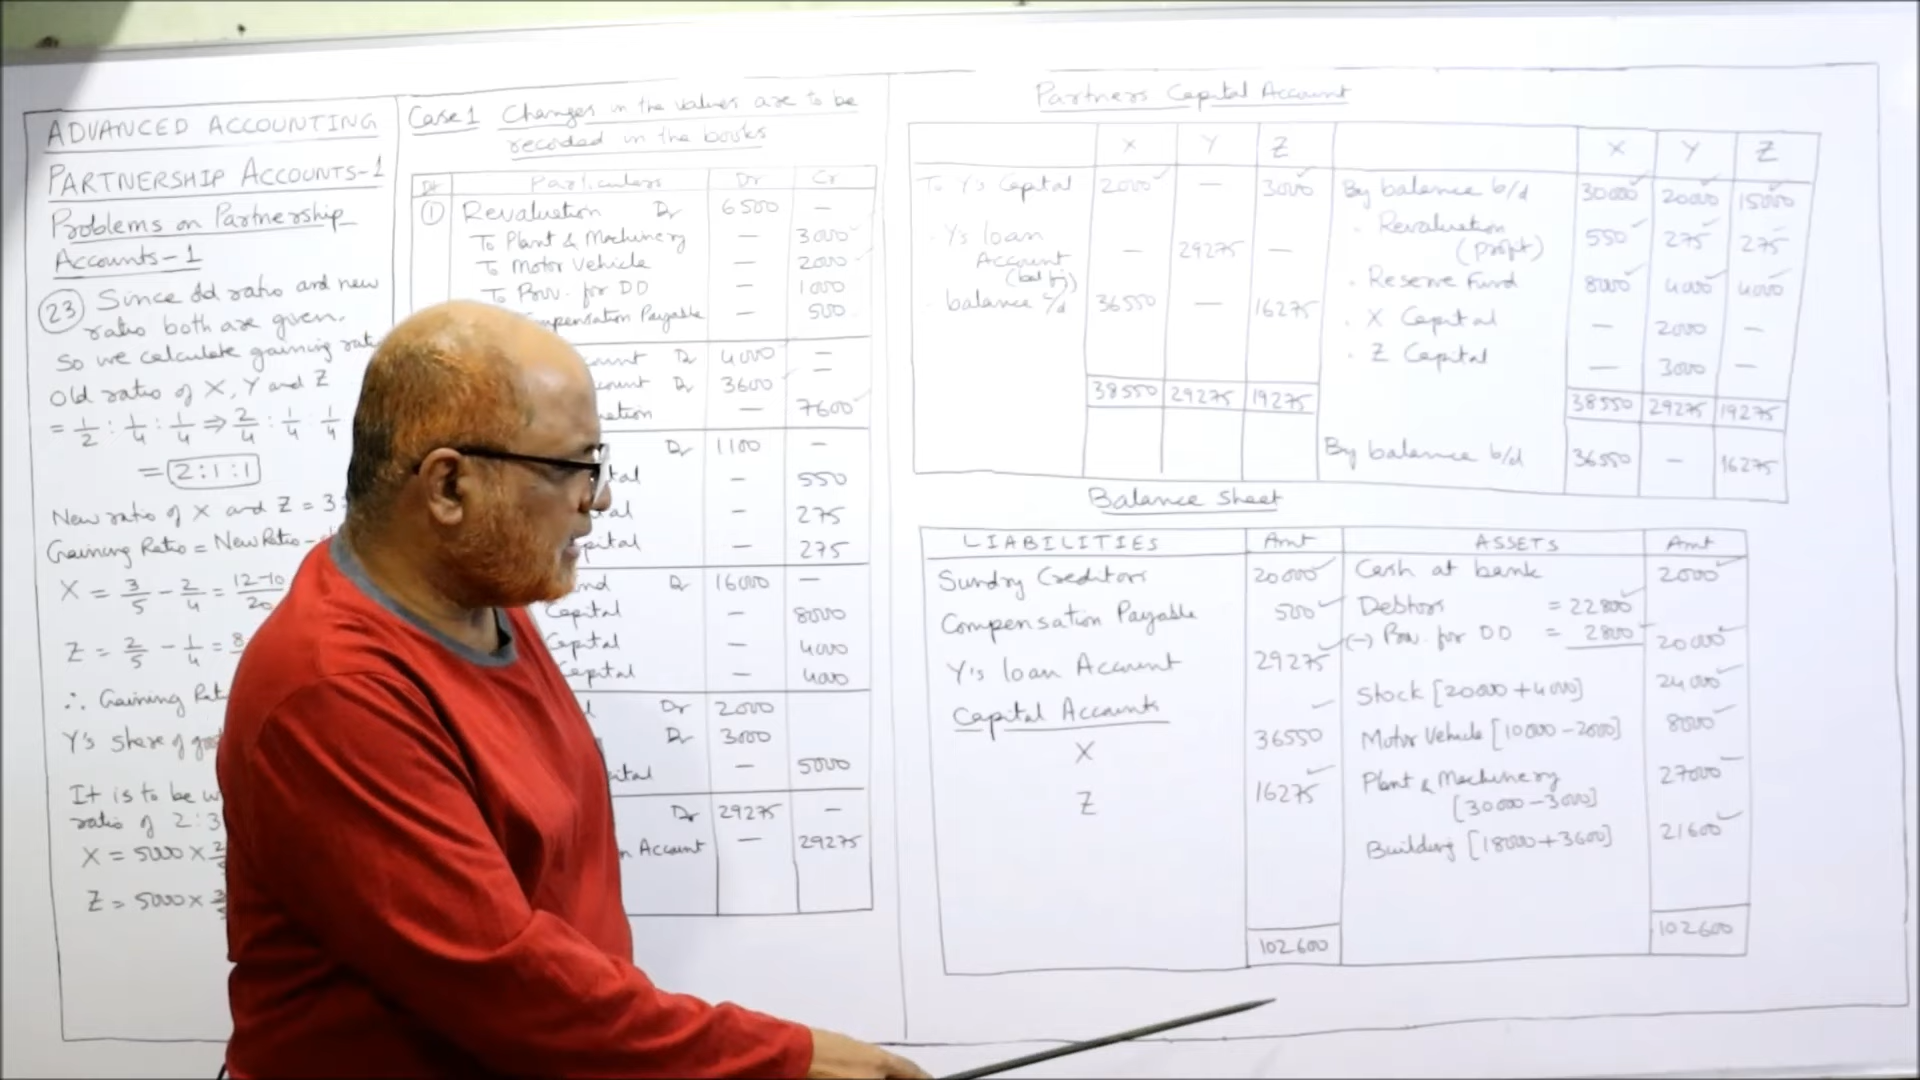 ADVANCED ACCOUNTING
PARTNERSHIP ACCOUNTS-1
Problems on Partnership
Accounts-1
23 Since old ratio and new
ratio both are given.
So we calculate gaining
Old ratio of X, Y and Z
= 1/2 : 1/4 : 1/4 ⇒ 2/4 : 1/4 : 1/4
= 2:1:1
New ratio of X and Z = 3
Gaining Ratio = New Ratio -
X = 3/5 - 2/4 = 12-10/20
Z = 2/5 - 1/4 = 8
∴ Gaining
Y's share of
It is to be
ratio of 2:3
X = 5000 ×
Z = 5000 ×
Case 1 Changes in the values are to be
recorded in the books
Particulars Dr Cr
① Revaluation Dr 6500 —
To Plant & Machinery — 3000
To Motor Vehicle — 2000
To Prov. for DD — 1000
Payable — 500
Dr 4000 —
Dr 3600 —
— 7600
Dr 1100 —
— 550
— 275
— 275
Dr 16000 —
Capital — 8000
Capital — 4000
Capital — 4000
Dr 2000
Dr 3000
— 5000
Dr 29275 —
Account — 29275
Partners Capital Account
X Y Z X Y Z
To Y's Capital 2000 — 3000 By balance b/d 30000 20000 15000
Y's loan Account (bal fig) — 29275 — Revaluation (profit) 550 275 275
balance c/d 36550 — 16275 Reserve Fund 8000 4000 4000
X Capital — 2000 —
Z Capital — 3000 —
38550 29275 19275 38550 29275 19275
By balance b/d 36550 — 16275
Balance Sheet
LIABILITIES Amt ASSETS Amt
Sundry Creditors 20000 Cash at bank 2000
Compensation Payable 500 Debtors = 22800
(-) Prov. for DD = 2800 20000
Y's loan Account 29275
Stock [20000 + 4000] 24000
Capital Accounts
X 36550 Motor Vehicle [10000 - 2000] 8000
Z 16275 Plant & Machinery [30000 - 3000] 27000
Building [18000 + 3600] 21600
102600 102600